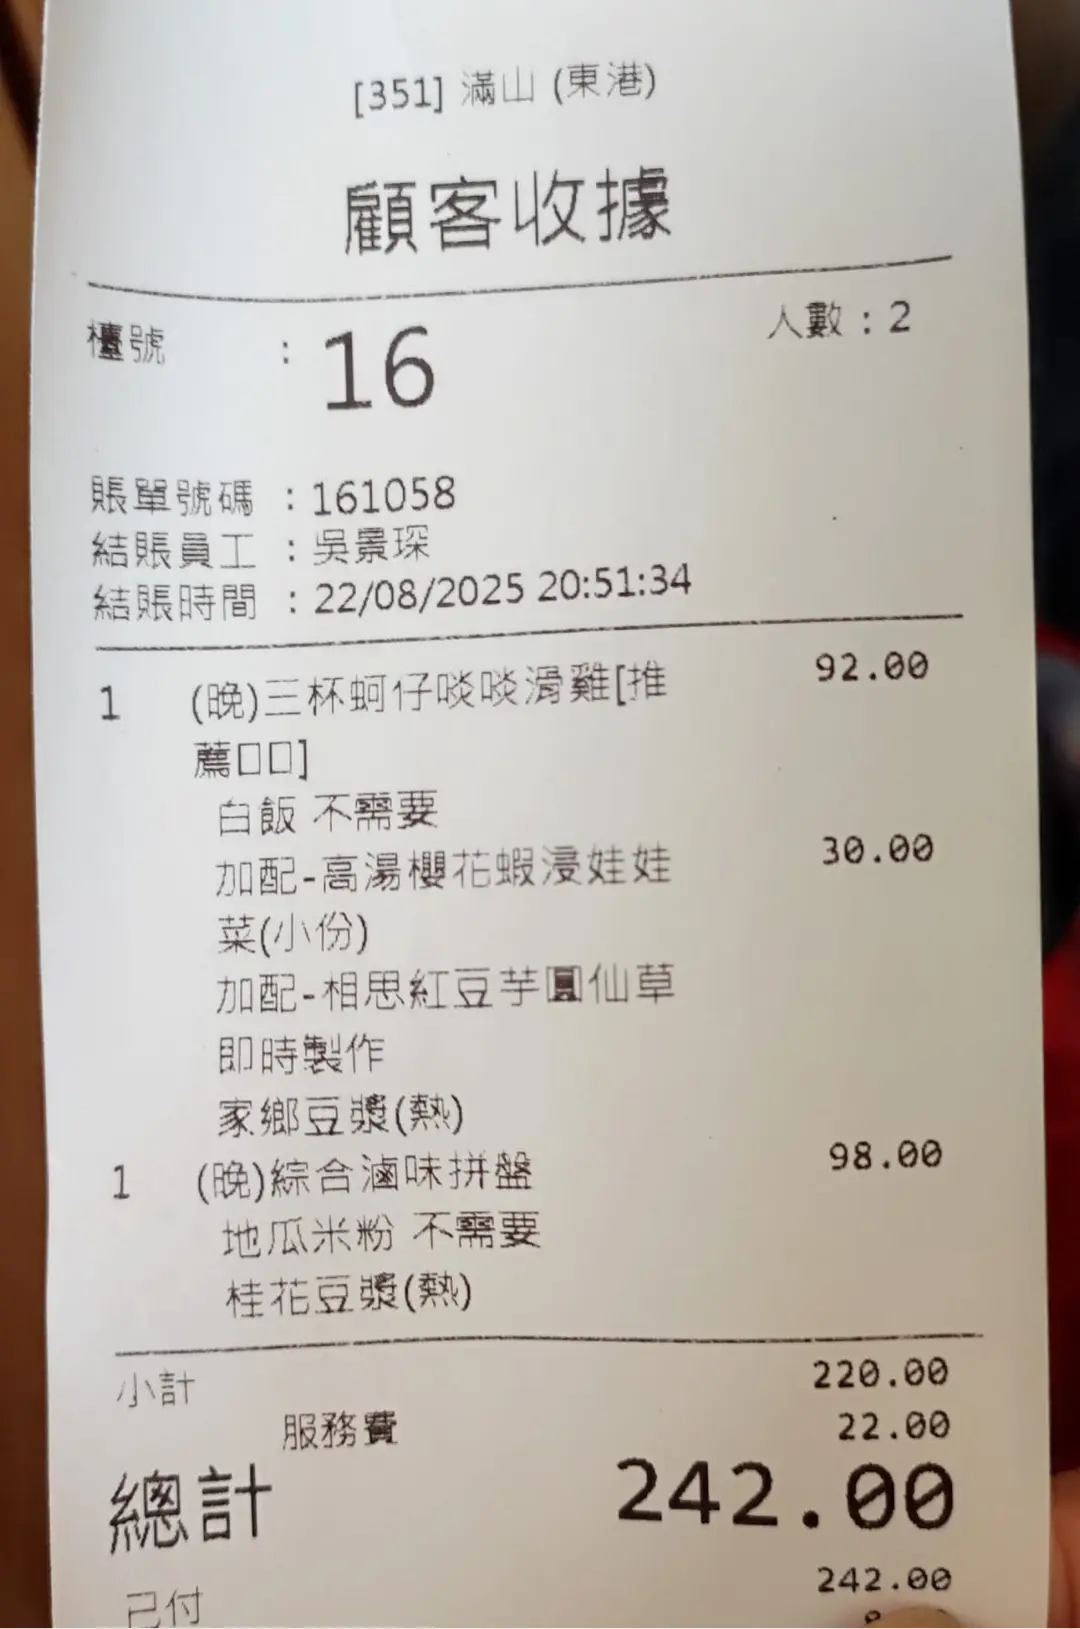 [351] 滿山 (東港)
顧客收據
檯號 : 16 人數 : 2
賬單號碼 : 161058
結賬員工 : 吳景琛
結賬時間 : 22/08/2025 20:51:34
1 (晚)三杯蚵仔啖啖滑雞[推 92.00
薦□□]
白飯 不需要
加配-高湯櫻花蝦浸娃娃 30.00
菜(小份)
加配-相思紅豆芋圓仙草
即時製作
家鄉豆漿(熱)
1 (晚)綜合滷味拼盤 98.00
地瓜米粉 不需要
桂花豆漿(熱)
小計 220.00
服務費 22.00
總計 242.00
已付 242.00